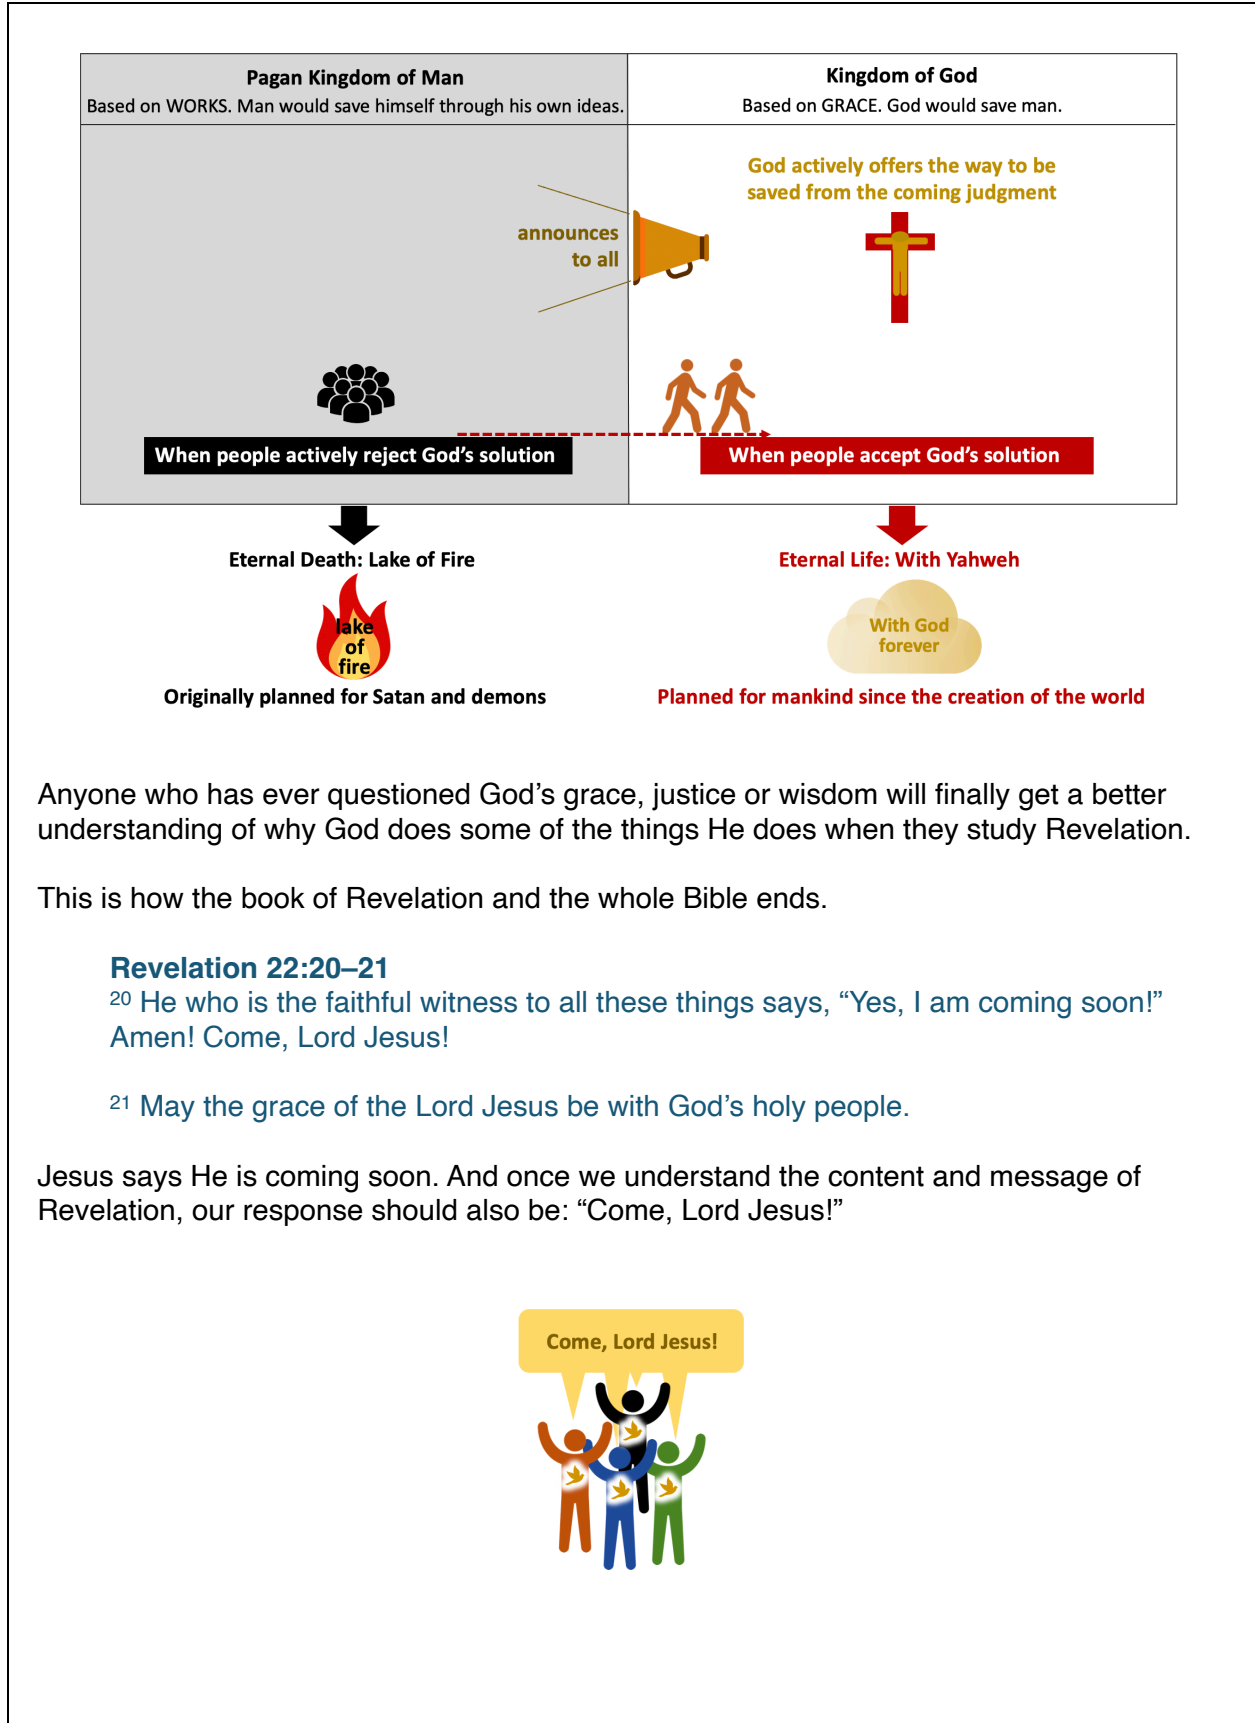 Pagan Kingdom of Man
Based on WORKS. Man would save himself through his own ideas.
Kingdom of God
Based on GRACE. God would save man.
God actively offers the way to be
saved from the coming judgment
announces
to all
When people actively reject God’s solution
When people accept God’s solution
Eternal Death: Lake of Fire
lake
of
fire
Originally planned for Satan and demons
Eternal Life: With Yahweh
With God
forever
Planned for mankind since the creation of the world
Anyone who has ever questioned God’s grace, justice or wisdom will finally get a better
understanding of why God does some of the things He does when they study Revelation.
This is how the book of Revelation and the whole Bible ends.
Revelation 22:20–21
20 He who is the faithful witness to all these things says, “Yes, I am coming soon!”
Amen! Come, Lord Jesus!
21 May the grace of the Lord Jesus be with God’s holy people.
Jesus says He is coming soon. And once we understand the content and message of
Revelation, our response should also be: “Come, Lord Jesus!”
Come, Lord Jesus!